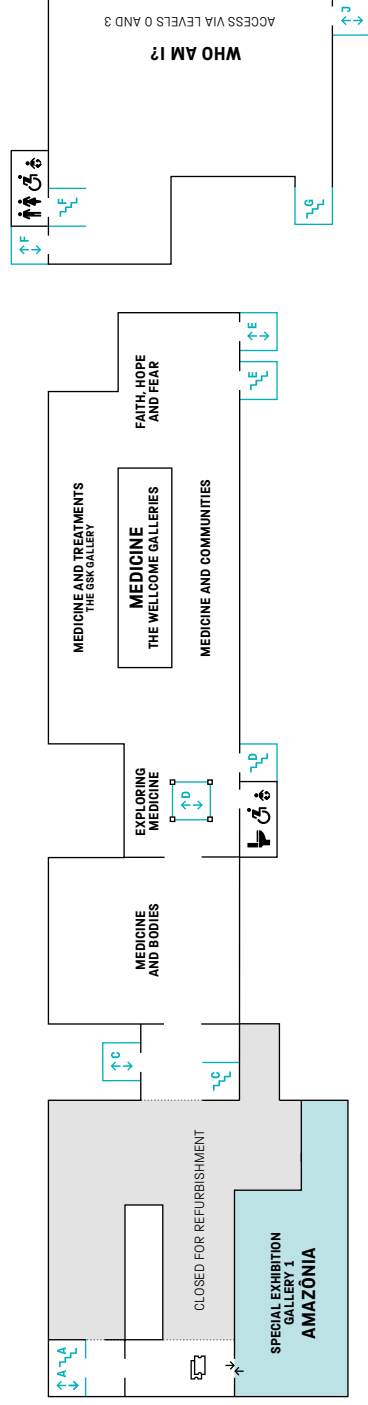 ACCESS VIA LEVELS 0 AND 3
WHO AM I?
F
F
G
J
FAITH, HOPE
AND FEAR
MEDICINE AND TREATMENTS
THE GSK GALLERY
MEDICINE
THE WELLCOME GALLERIES
MEDICINE AND COMMUNITIES
E
E
EXPLORING
MEDICINE
D
D
MEDICINE
AND BODIES
C
C
CLOSED FOR REFURBISHMENT
A
A
SPECIAL EXHIBITION
GALLERY 1
AMAZÔNIA